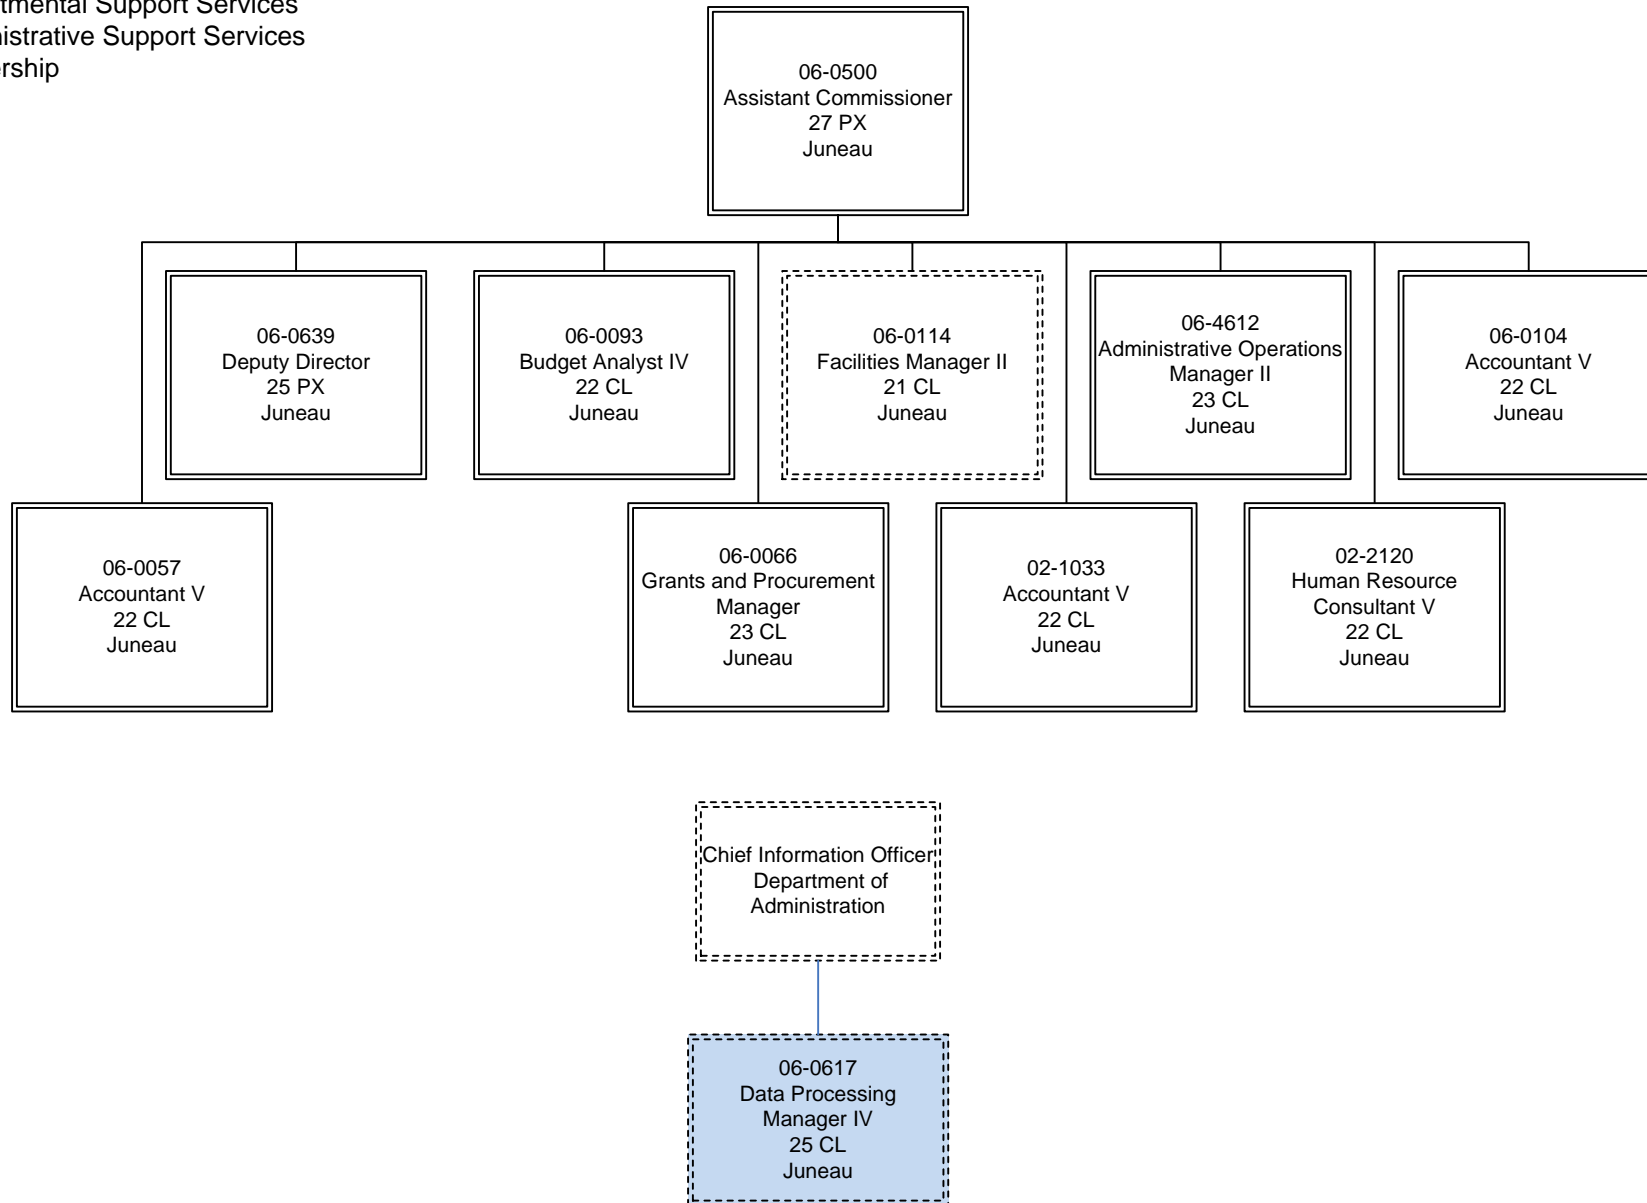 Support Services
Support Services
06-0500
Assistant Commissioner
27 PX
Juneau
06-0639
Deputy Director
25 PX
Juneau
06-0093
Budget Analyst IV
22 CL
Juneau
06-0114
Facilities Manager II
21 CL
Juneau
06-4612
Administrative Operations
Manager II
23 CL
Juneau
06-0104
Accountant V
22 CL
Juneau
06-0057
Accountant V
22 CL
Juneau
06-0066
Grants and Procurement
Manager
23 CL
Juneau
02-1033
Accountant V
22 CL
Juneau
02-2120
Human Resource
Consultant V
22 CL
Juneau
Chief Information Officer
Department of
Administration
06-0617
Data Processing
Manager IV
25 CL
Juneau